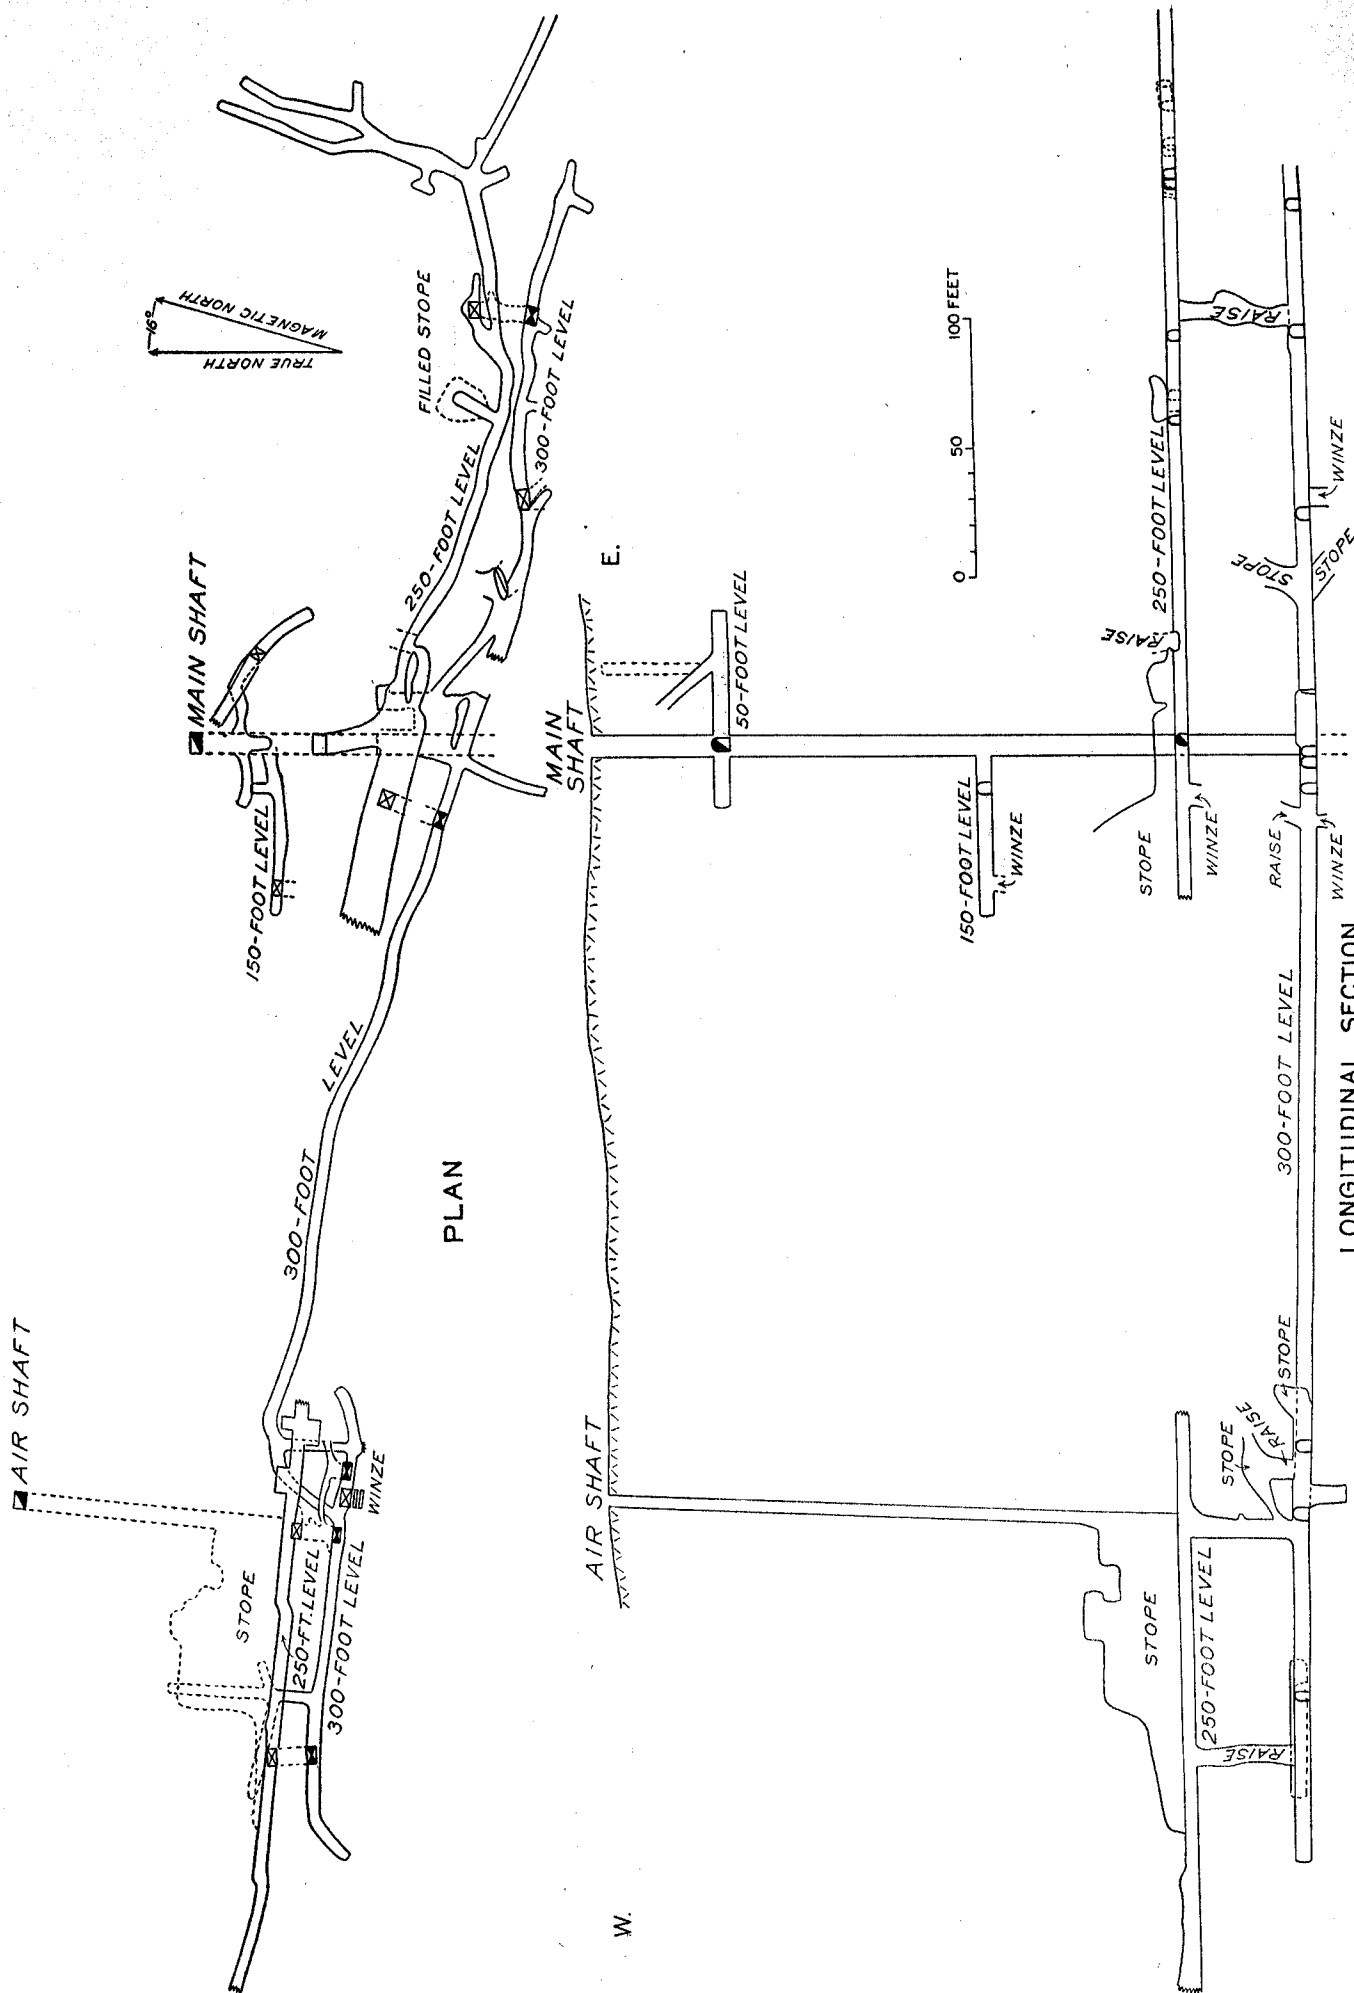 AIR SHAFT
MAIN SHAFT
16°
TRUE NORTH
MAGNETIC NORTH
FILLED STOPE
150-FOOT LEVEL
250-FOOT LEVEL
300-FOOT LEVEL
300-FOOT LEVEL
STOPE
250-FT. LEVEL
300-FOOT LEVEL
WINZE
PLAN
W.
E.
AIR SHAFT
MAIN
SHAFT
50-FOOT LEVEL
0 50 100 FEET
150-FOOT LEVEL
WINZE
STOPE
STOPE
WINZE
RAISE
250-FOOT LEVEL
250-FOOT LEVEL
RAISE
STOPE
RAISE
STOPE
300-FOOT LEVEL
RAISE
WINZE
STOPE
STOPE
WINZE
RAISE
LONGITUDINAL SECTION